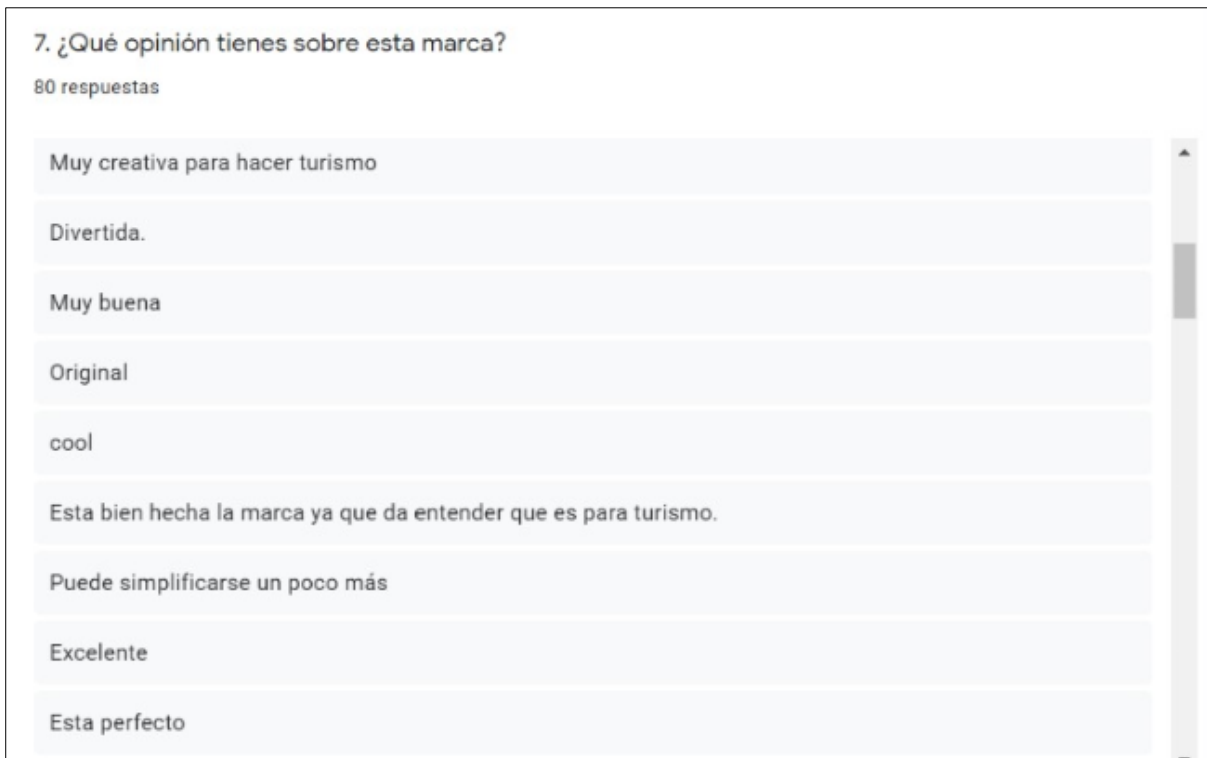 7. ¿Qué opinión tienes sobre esta marca?
80 respuestas
Muy creativa para hacer turismo
Divertida.
Muy buena
Original
cool
Esta bien hecha la marca ya que da entender que es para turismo.
Puede simplificarse un poco más
Excelente
Esta perfecto